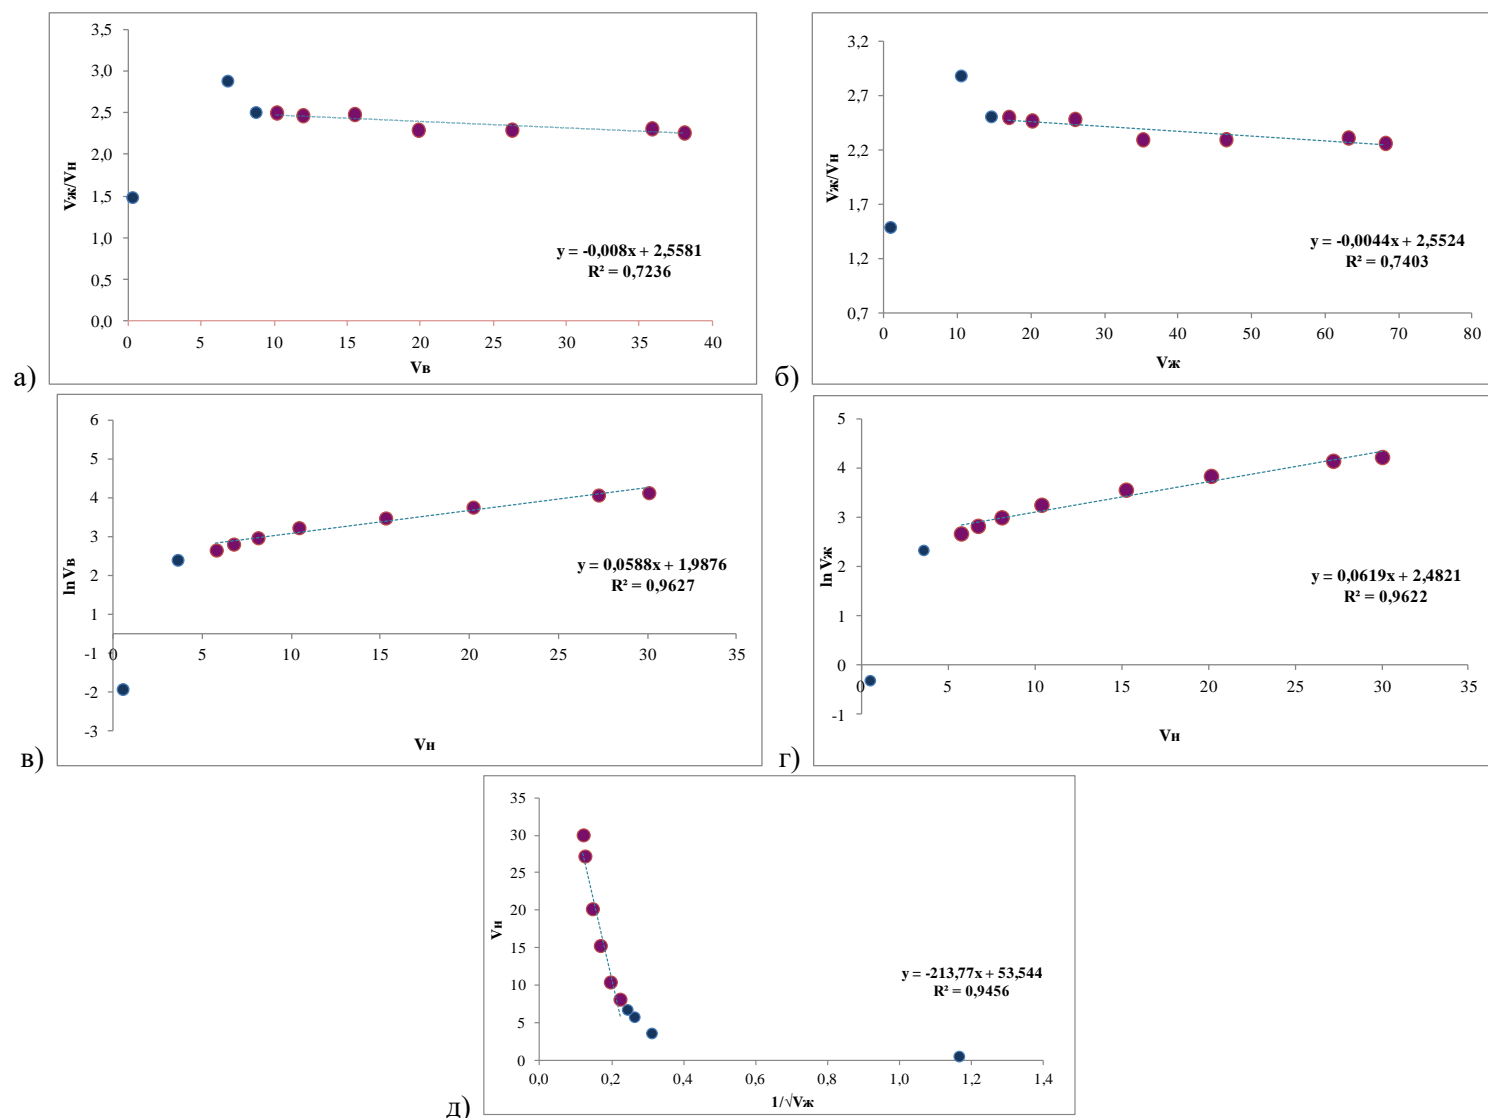 3,5
3,0
2,5
2,0
1,5
1,0
0,5
0,0
0 5 10 15 20 25 30 35 40
Vж/Vн
Vв
y = -0,008x + 2,5581
R² = 0,7236
а)
3,2
2,7
2,2
1,7
1,2
0,7
0 10 20 30 40 50 60 70 80
Vж/Vн
Vж
y = -0,0044x + 2,5524
R² = 0,7403
б)
6
5
4
3
2
1
-1
-2
-3
0 5 10 15 20 25 30 35
ln Vв
Vн
y = 0,0588x + 1,9876
R² = 0,9627
в)
5
4
3
2
1
0
-1
0 5 10 15 20 25 30 35
ln Vж
Vн
y = 0,0619x + 2,4821
R² = 0,9622
г)
35
30
25
20
15
10
5
0
0,0 0,2 0,4 0,6 0,8 1,0 1,2 1,4
Vн
1/√Vж
y = -213,77x + 53,544
R² = 0,9456
д)